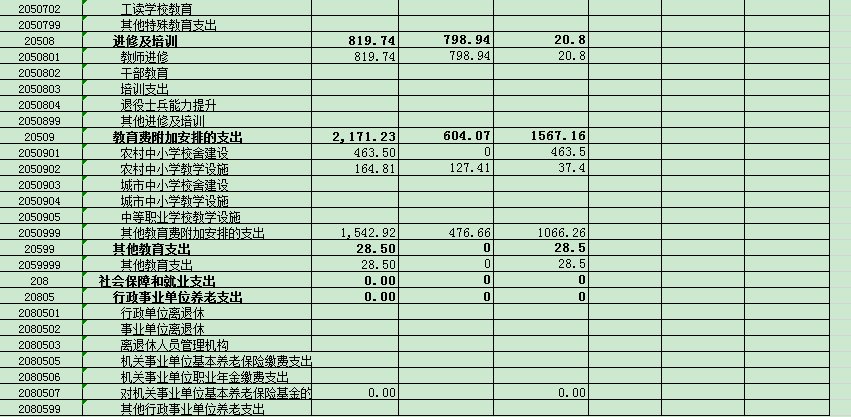 2050702 工读学校教育
2050799 其他特殊教育支出
20508 进修及培训 819.74 798.94 20.8
2050801 教师进修 819.74 798.94 20.8
2050802 干部教育
2050803 培训支出
2050804 退役士兵能力提升
2050899 其他进修及培训
20509 教育费附加安排的支出 2,171.23 604.07 1567.16
2050901 农村中小学校舍建设 463.50 0 463.5
2050902 农村中小学教学设施 164.81 127.41 37.4
2050903 城市中小学校舍建设
2050904 城市中小学教学设施
2050905 中等职业学校教学设施
2050999 其他教育费附加安排的支出 1,542.92 476.66 1066.26
20599 其他教育支出 28.50 0 28.5
2059999 其他教育支出 28.50 0 28.5
208 社会保障和就业支出 0.00 0 0
20805 行政事业单位养老支出 0.00 0 0
2080501 行政单位离退休
2080502 事业单位离退休
2080503 离退休人员管理机构
2080505 机关事业单位基本养老保险缴费支出
2080506 机关事业单位职业年金缴费支出
2080507 对机关事业单位基本养老保险基金的 0.00 0.00
2080599 其他行政事业单位养老支出